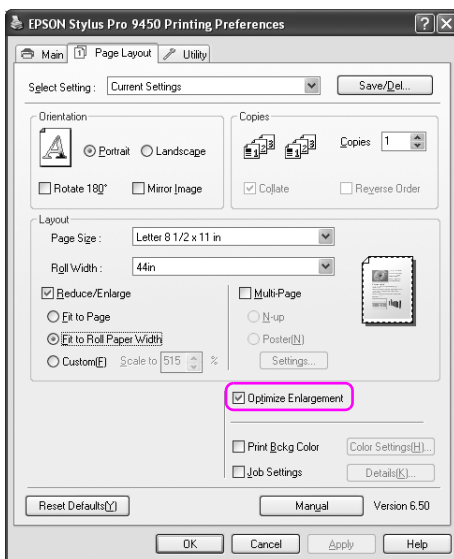 EPSON Stylus Pro 9450 Printing Preferences
Main Page Layout Utility
Select Setting : Current Settings Save/Del...
Orientation
Portrait Landscape
Rotate 180° Mirror Image
Copies
Copies 1
Collate Reverse Order
Layout
Page Size : Letter 8 1/2 x 11 in
Roll Width : 44in
Reduce/Enlarge
Fit to Page
Fit to Roll Paper Width
Custom(F) Scale to 515 %
Multi-Page
N-up
Poster(N)
Settings...
Optimize Enlargement
Print Bckg Color Color Settings(H)...
Job Settings Details(K)...
Reset Defaults(Y) Manual Version 6.50
OK Cancel Apply Help